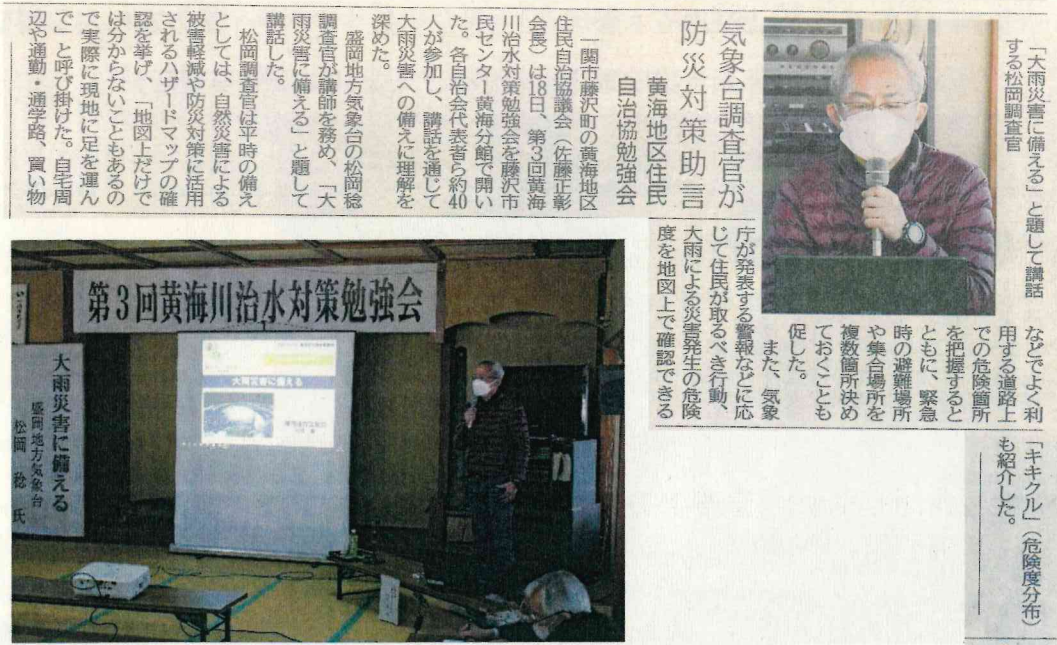 気象台調査官が
防災対策助言
黄海地区住民
自治協勉強会
一関市藤沢町の黄海地区
住民自治協議会（佐藤正彰
会長）は18日、第3回黄海
川治水対策勉強会を藤沢市
民センター黄海分館で開い
た。各自治会代表者ら約40
人が参加し、講話を通じて
大雨災害への備えに理解を
深めた。
盛岡地方気象台の松岡稔
調査官が講師を務め、「大
雨災害に備える」と題して
講話した。
松岡調査官は平時の備え
としては、自然災害による
被害軽減や防災対策に活用
されるハザードマップの確
認を挙げ、「地図上だけで
は分からないこともあるの
で実際に現地に足を運ん
で」と呼び掛けた。自宅周
辺や通勤・通学路、買い物
などでよく利
用する道路上
での危険箇所
を把握すると
ともに、緊急
時の避難場所
や集合場所を
複数箇所決め
ておくことも
促した。
また、気象
庁が発表する警報などに応
じて住民が取るべき行動、
大雨による災害発生の危険
度を地図上で確認できる
「キキクル」（危険度分布）
も紹介した。
「大雨災害に備える」と題して講話
する松岡調査官
第3回黄海川治水対策勉強会
大雨災害に備える
大雨災害に備える
盛岡地方気象台
松岡 稔 氏